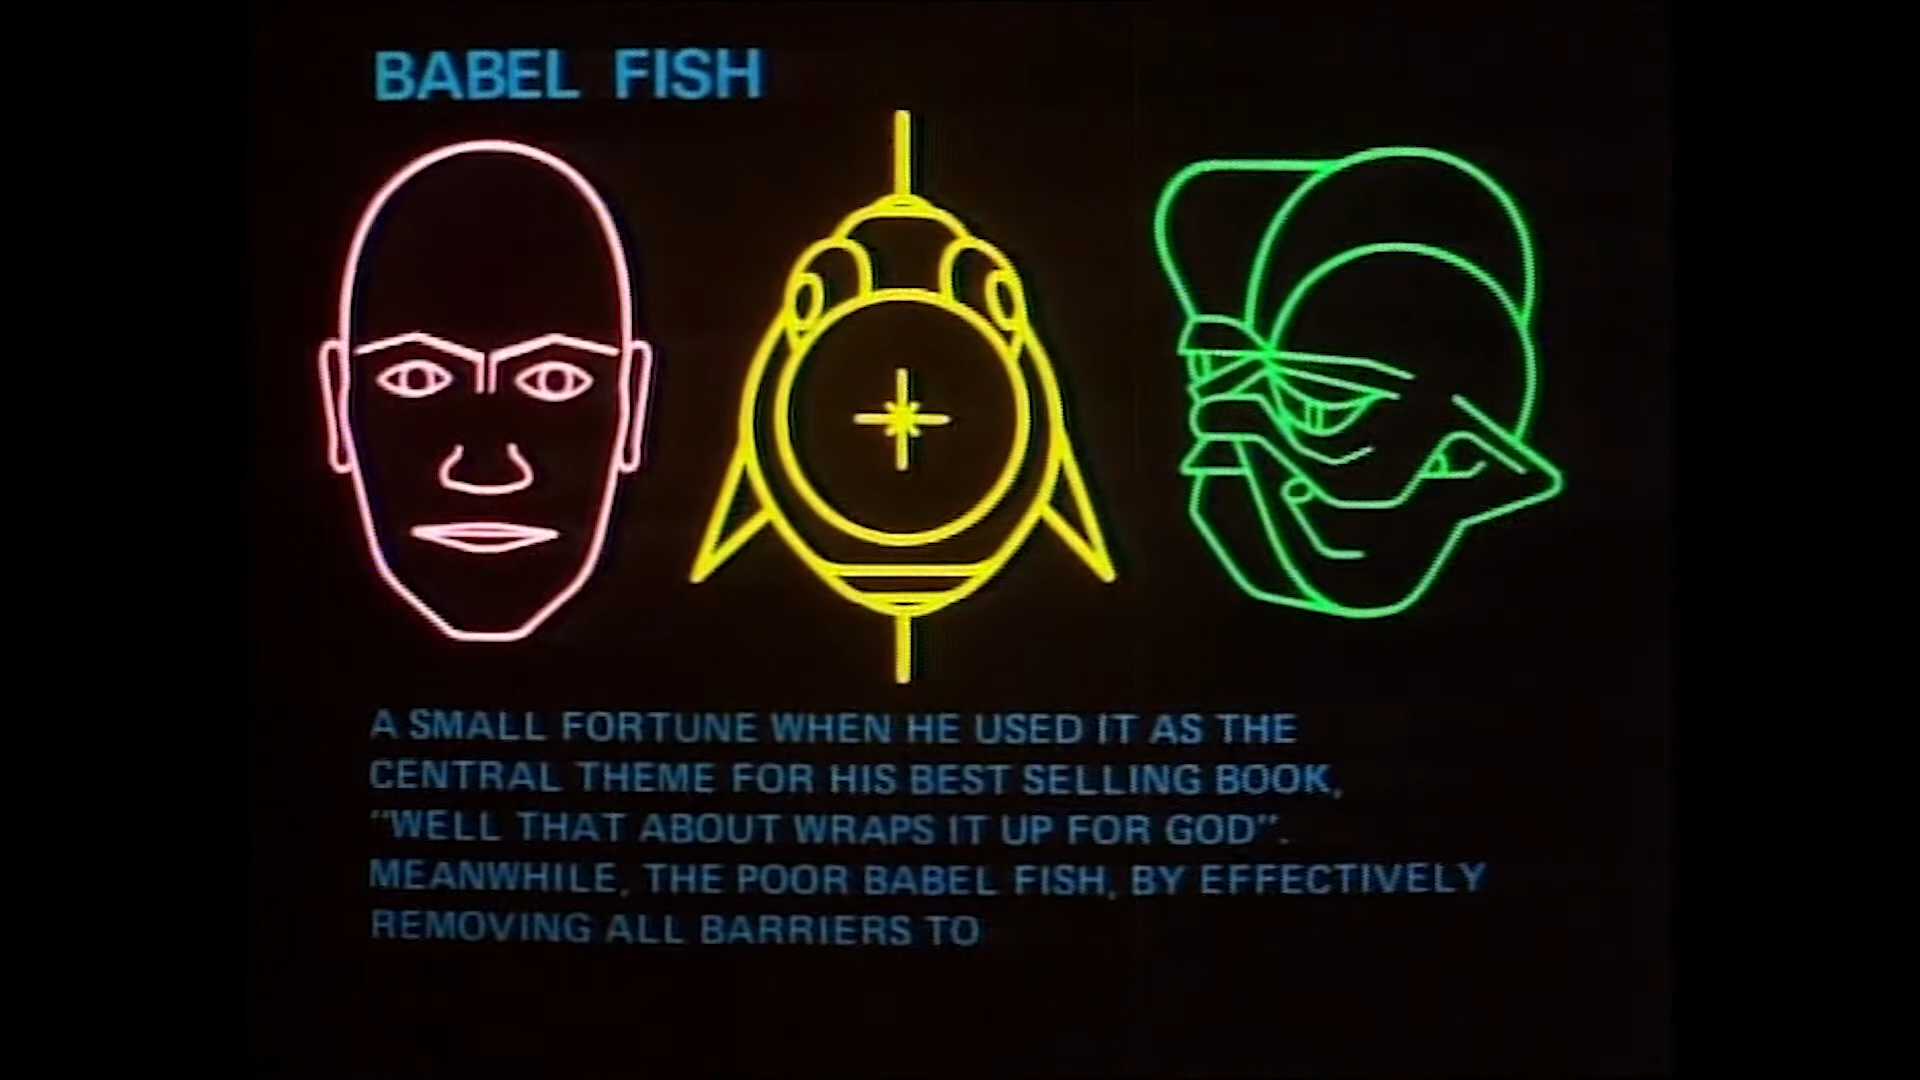 BABEL FISH
A SMALL FORTUNE WHEN HE USED IT AS THE
CENTRAL THEME FOR HIS BEST SELLING BOOK,
"WELL THAT ABOUT WRAPS IT UP FOR GOD".
MEANWHILE, THE POOR BABEL FISH, BY EFFECTIVELY
REMOVING ALL BARRIERS TO